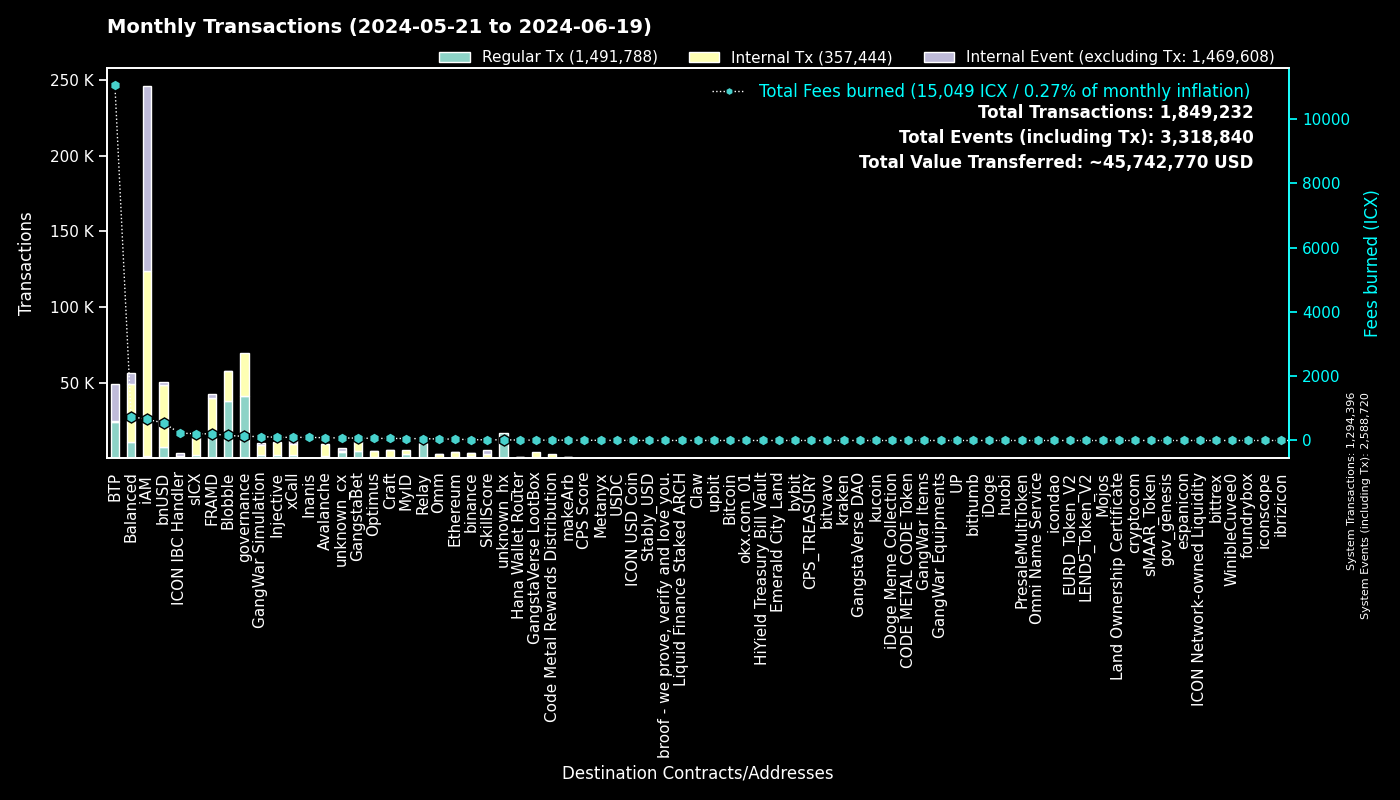 Monthly Transactions (2024-05-21 to 2024-06-19)
Regular Tx (1,491,788)
Internal Tx (357,444)
Internal Event (excluding Tx: 1,469,608)
Total Fees burned (15,049 ICX / 0.27% of monthly inflation)
Total Transactions: 1,849,232
Total Events (including Tx): 3,318,840
Total Value Transferred: ~45,742,770 USD
Transactions
250 K
200 K
150 K
100 K
50 K
10000
8000
6000
4000
2000
0
Fees burned (ICX)
System Transactions: 1,294,396
System Events (including Tx): 2,588,720
BTP
Balanced
iAM
bnUSD
ICON IBC Handler
sICX
FRAMD
Blobble
governance
GangWar Simulation
Injective
xCall
Inanis
Avalanche
unknown_cx
GangstaBet
Optimus
Craft
MyID
Relay
Omm
Ethereum
binance
SkillScore
unknown_hx
Hana Wallet Router
GangstaVerse LootBox
Code Metal Rewards Distribution
makeArb
CPS Score
Metanyx
USDC
ICON USD Coin
Stably_USD
broof - we prove, verify and love you.
Liquid Finance Staked ARCH
Claw
upbit
Bitcoin
okx.com_01
HiYield Treasury Bill Vault
Emerald City Land
bybit
CPS_TREASURY
bitvavo
kraken
GangstaVerse DAO
kucoin
iDoge Meme Collection
CODE METAL CODE Token
GangWar Items
GangWar Equipments
UP
bithumb
iDoge
huobi
PresaleMultiToken
Omni Name Service
icondao
EURD_Token_V2
LEND5_Token_V2
Mojos
Land Ownership Certificate
cryptocom
sMAAR_Token
gov_genesis
espanicon
ICON Network-owned Liquidity
bittrex
WinibleCuvee0
foundrybox
iconscope
ibrizicon
Destination Contracts/Addresses